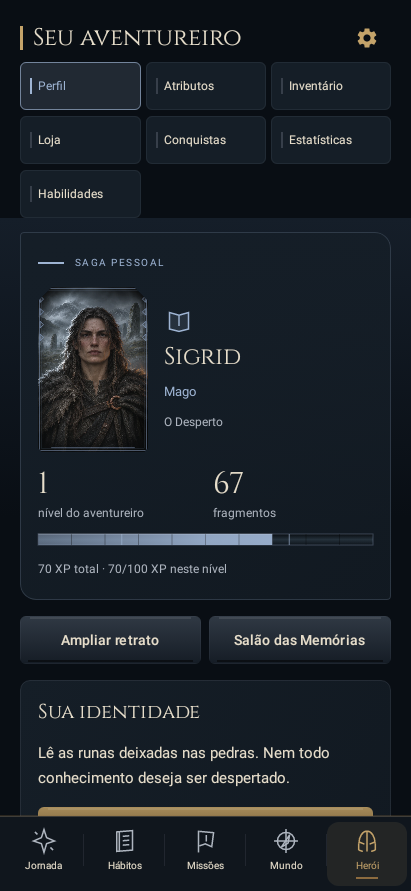 Seu aventureiro
Perfil
Atributos
Inventário
Loja
Conquistas
Estatísticas
Habilidades
SAGA PESSOAL
Sigrid
Mago
O Desperto
1
67
nível do aventureiro
fragmentos
70 XP total · 70/100 XP neste nível
Ampliar retrato
Salão das Memórias
Sua identidade
Lê as runas deixadas nas pedras. Nem todo
conhecimento deseja ser despertado.
Jornada
Hábitos
Missões
Mundo
Herói